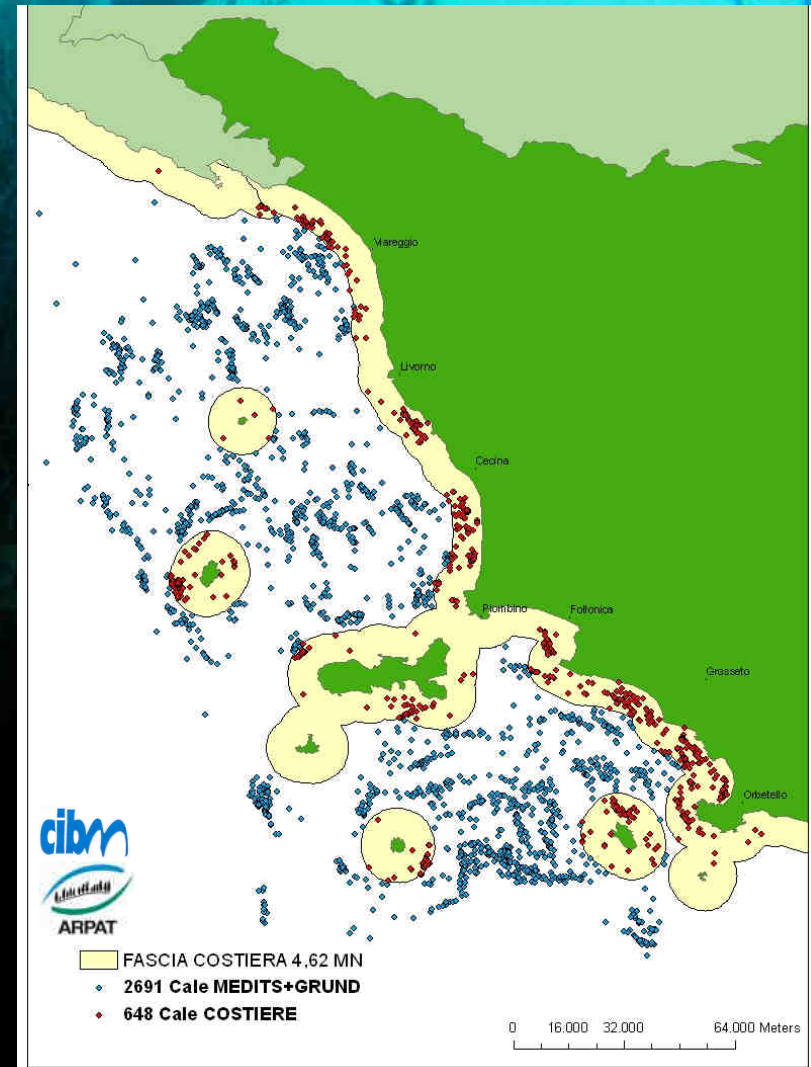 Viareggio
Livorno
Cecina
Piombino
Follonica
Grosseto
Orbetello
cibm
ARPAT
FASCIA COSTIERA 4,62 MN
2691 Cale MEDITS+GRUND
648 Cale COSTIERE
0 16.000 32.000 64.000 Meters